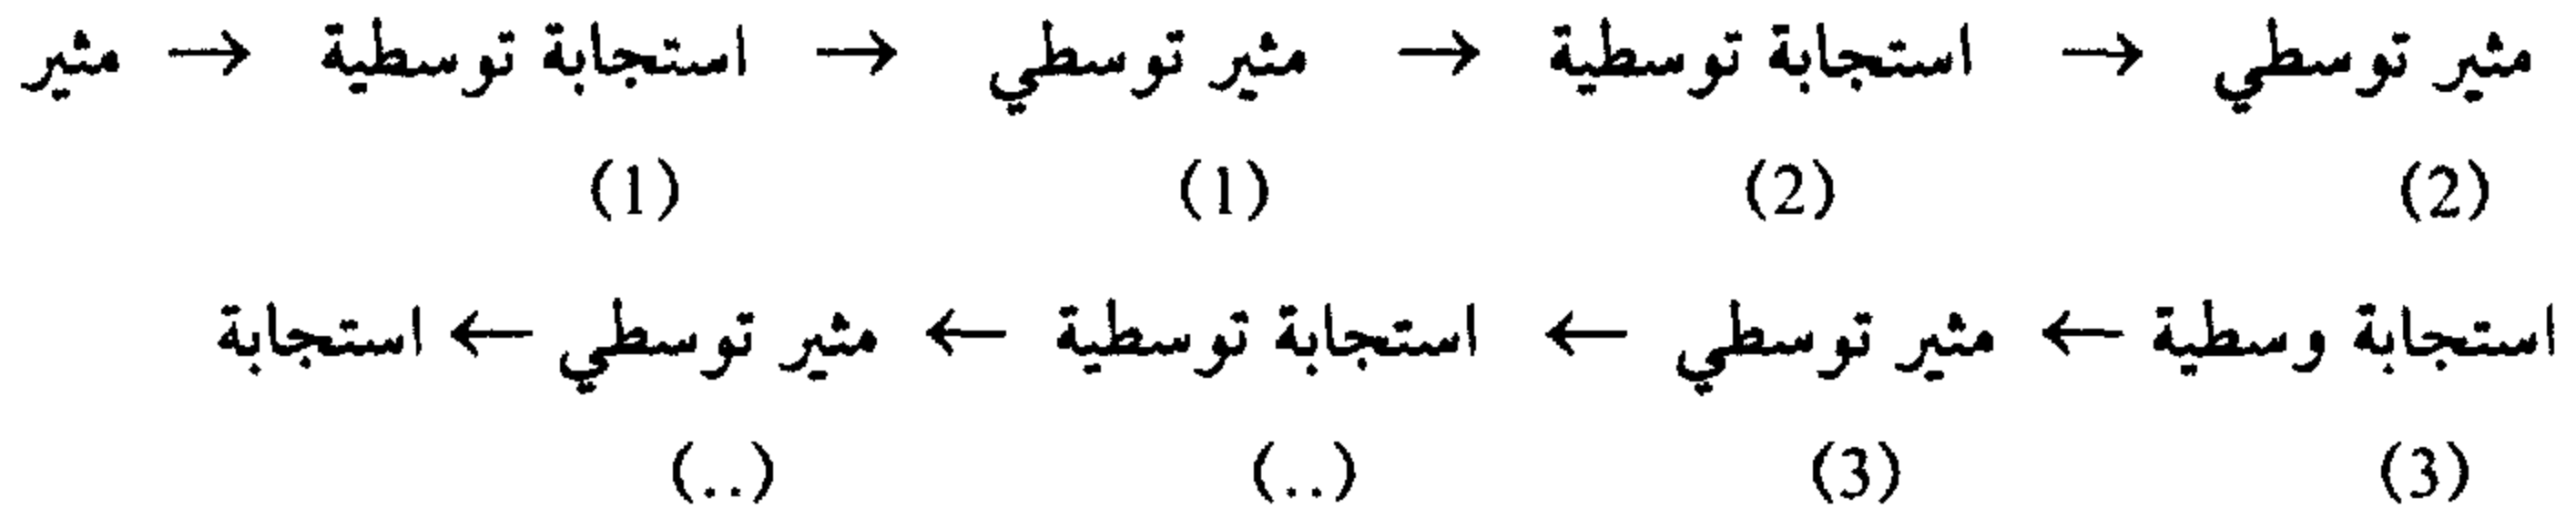 مثير → استجابة توسطية → مثير توسطي → استجابة توسطية → مثير توسطي
(1) (1) (2) (2)
استجابة وسطية ← مثير توسطي ← استجابة توسطية ← مثير توسطي ← استجابة
(3) (3) (..) (..)